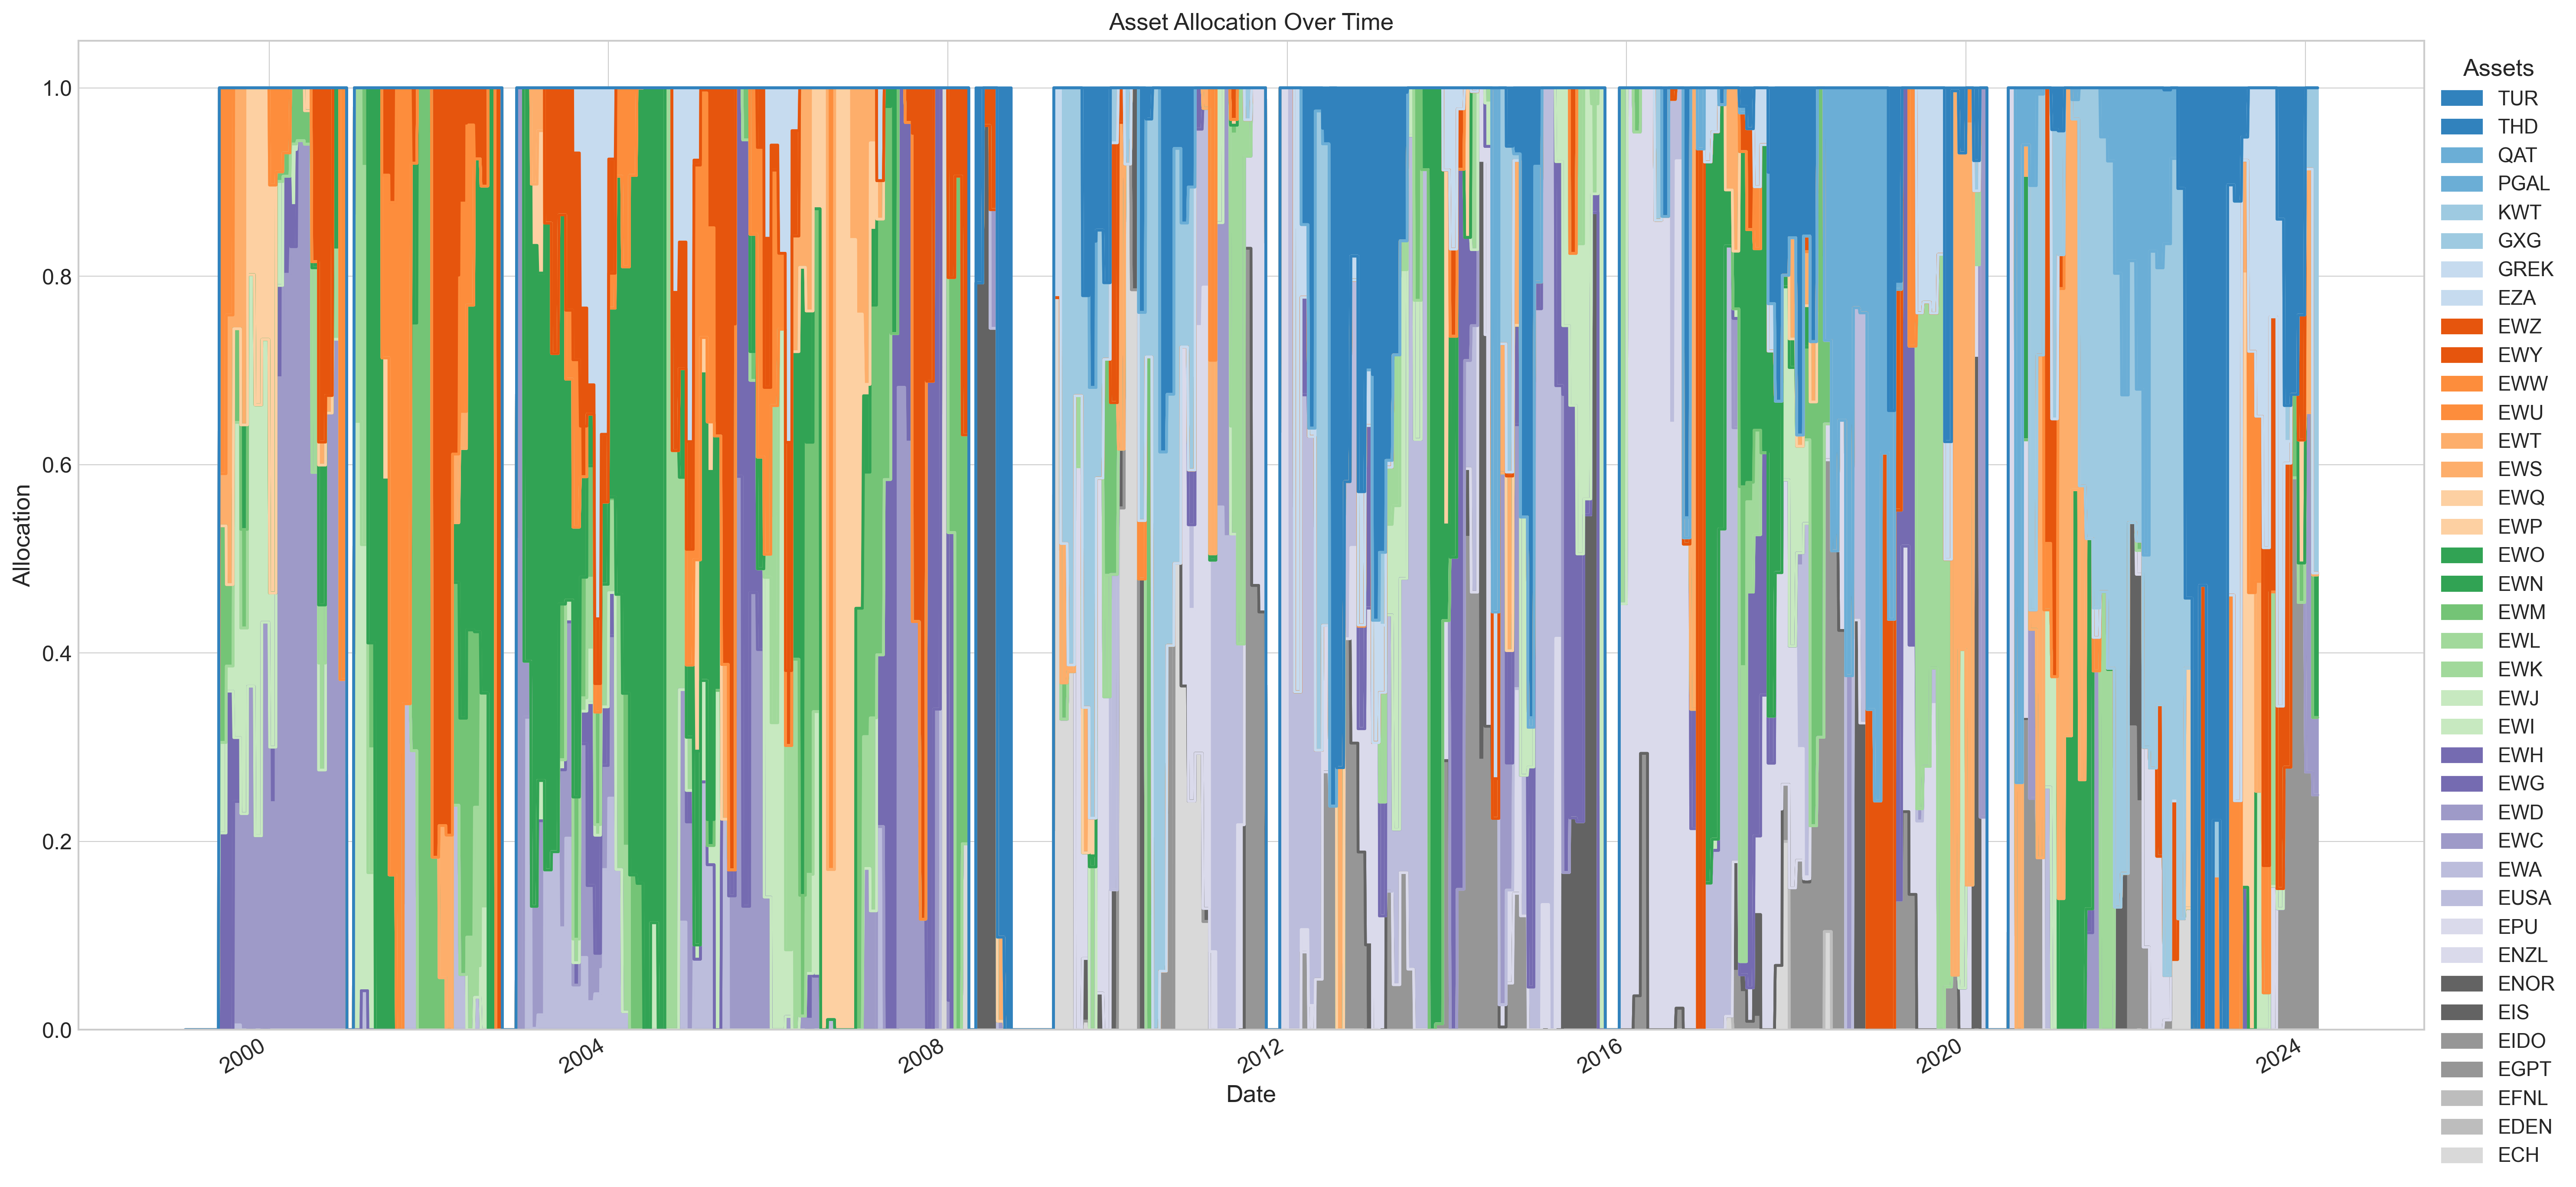 Asset Allocation Over Time
Assets
TUR
THD
QAT
PGAL
KWT
GXG
GREK
EZA
EWZ
EWY
EWW
EWU
EWT
EWS
EWQ
EWP
EWO
EWN
EWM
EWL
EWK
EWJ
EWI
EWH
EWG
EWD
EWC
EWA
EUSA
EPU
ENZL
ENOR
EIS
EIDO
EGPT
EFNL
EDEN
ECH
Allocation
1.0
0.8
0.6
0.4
0.2
0.0
2000
2004
2008
2012
2016
2020
2024
Date